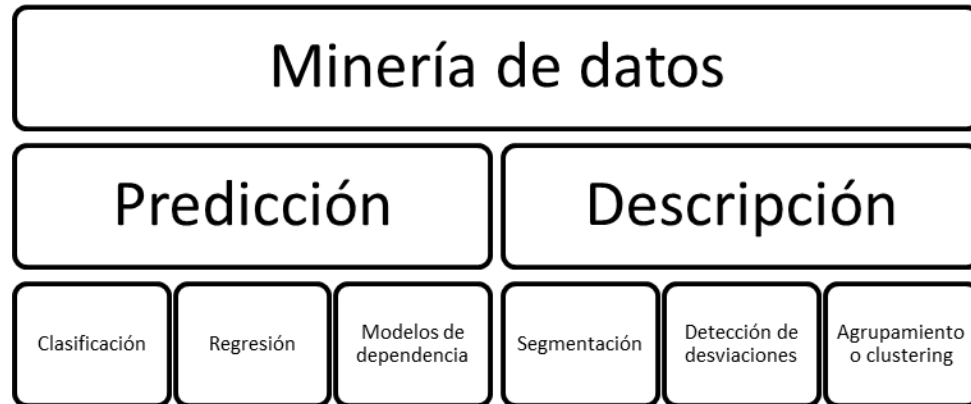 Minería de datos
Predicción
Descripción
Clasificación
Regresión
Modelos de
dependencia
Segmentación
Detección de
desviaciones
Agrupamiento
o clustering